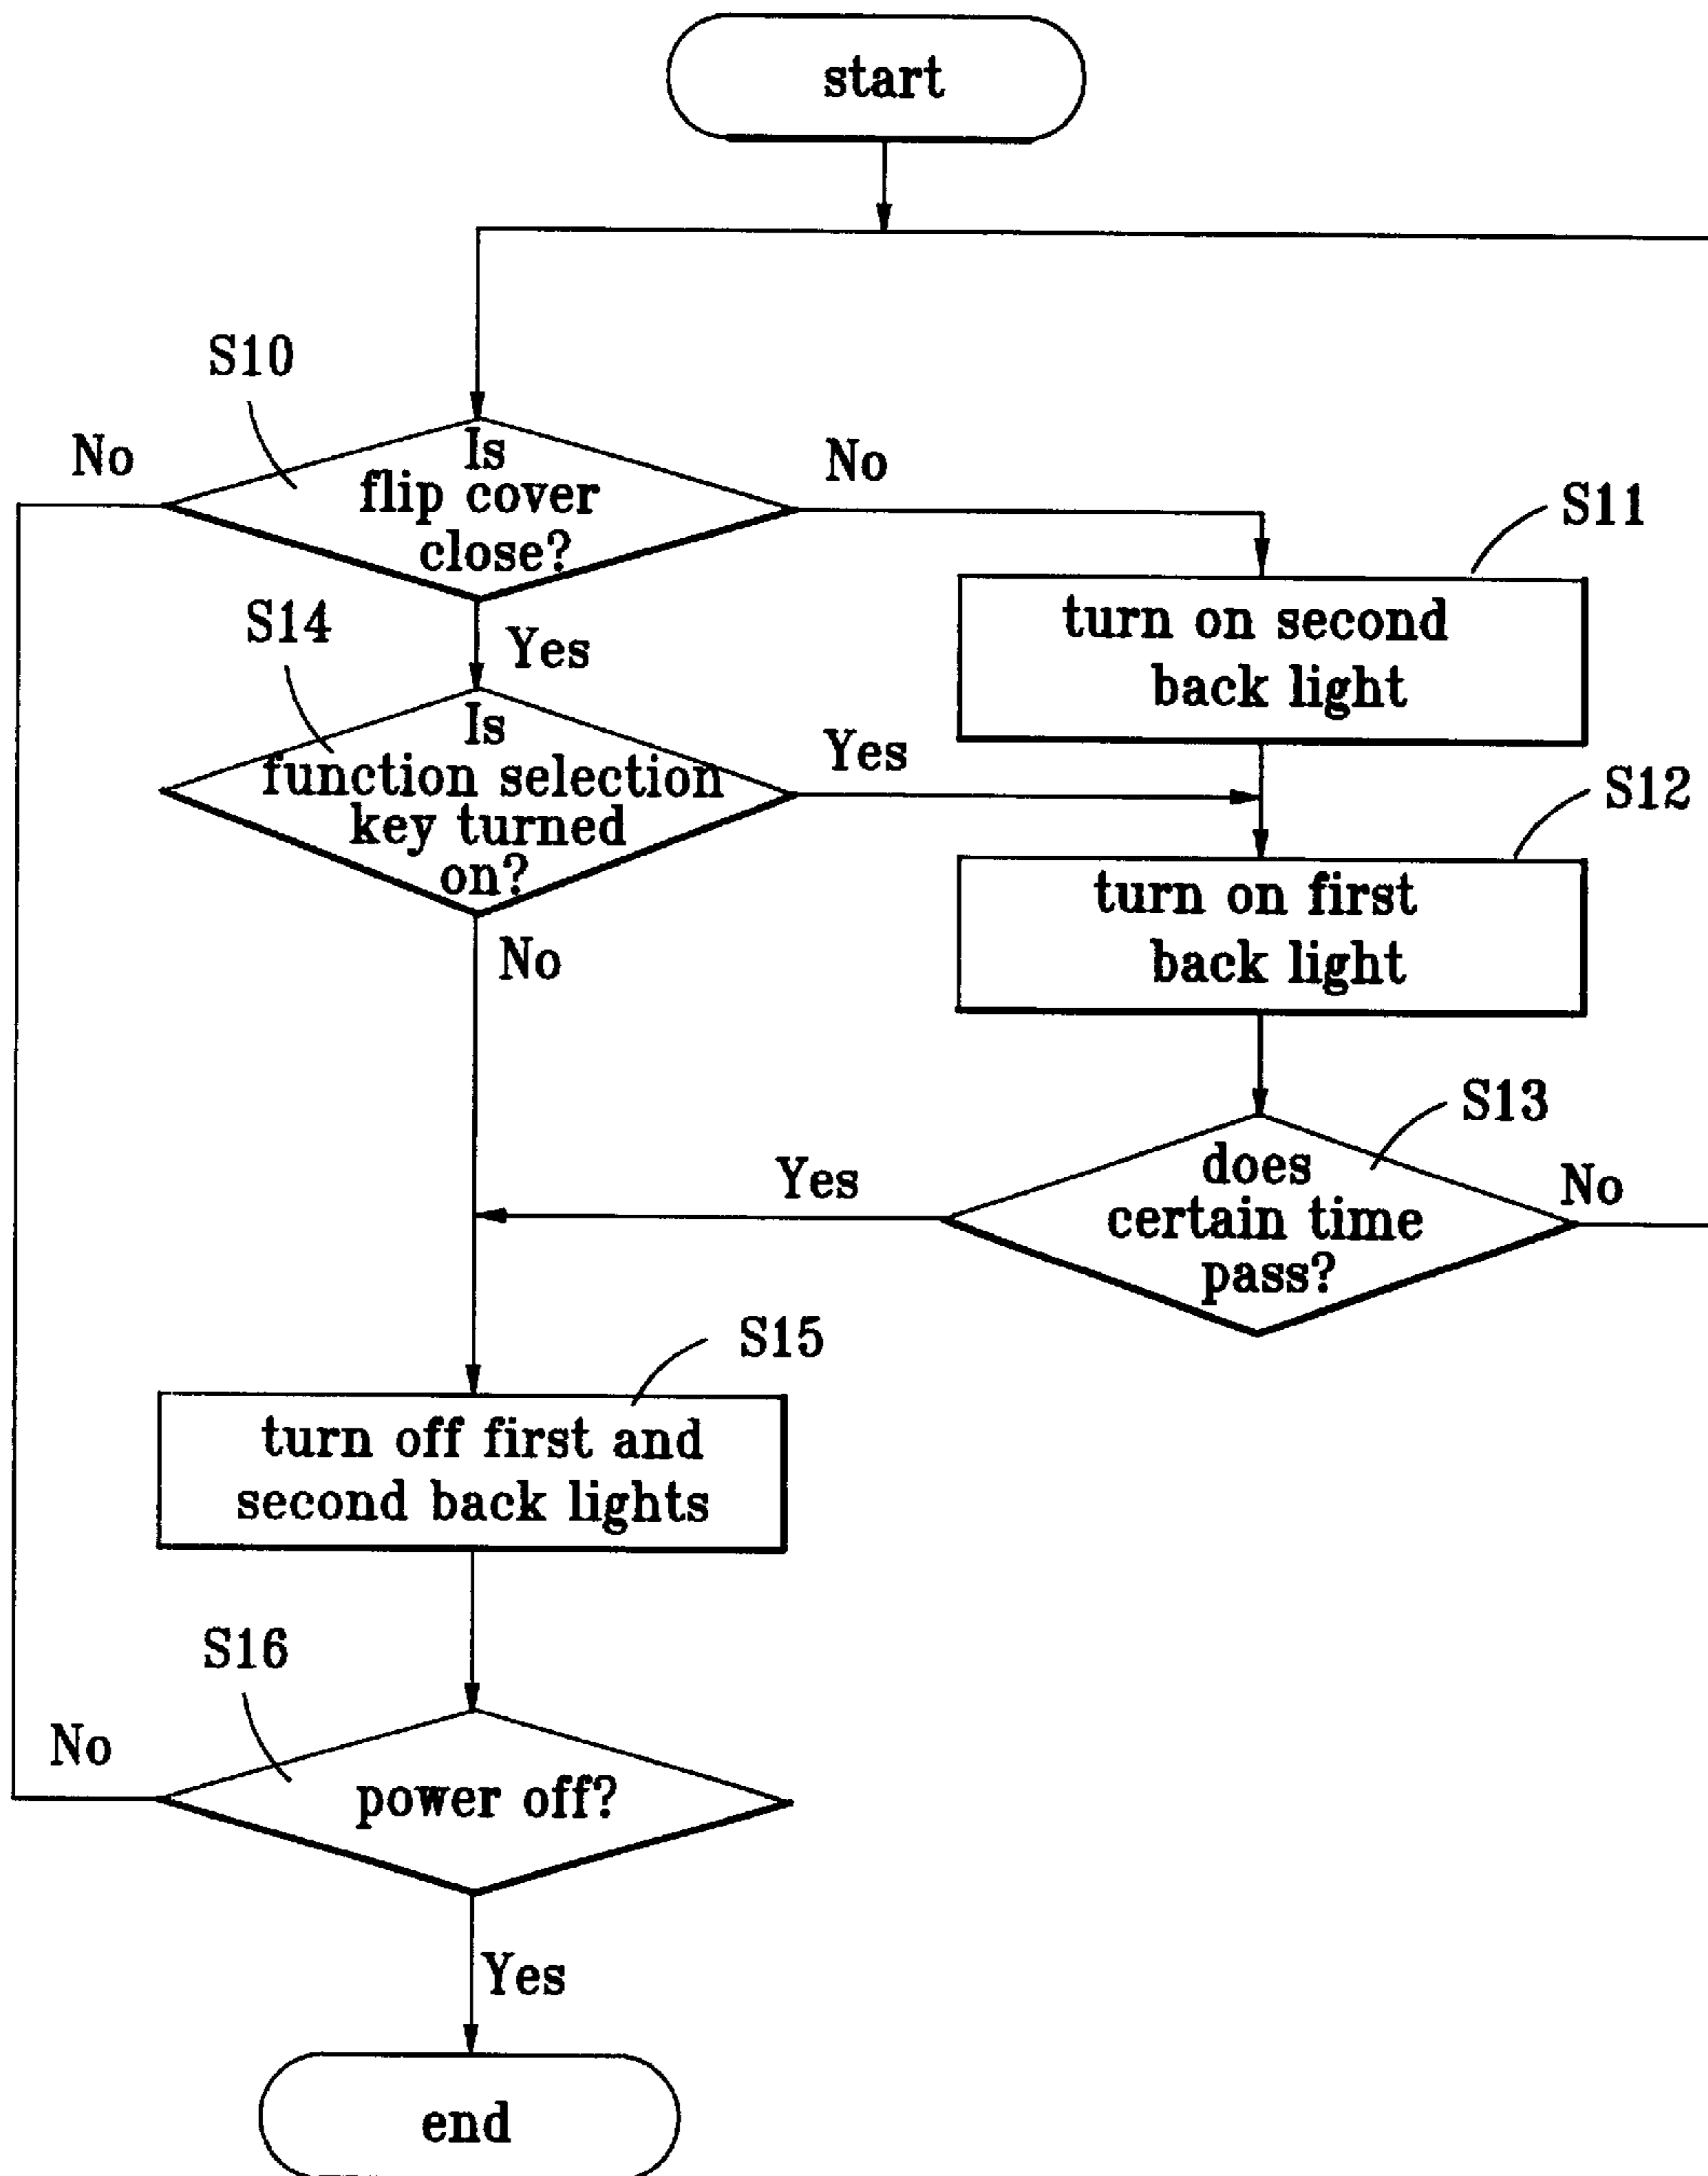 start
S10
No
Is
flip cover
close?
No
S11
turn on second
back light
S14
Yes
Is
function selection
key turned
on?
Yes
S12
turn on first
back light
No
S13
does
certain time
pass?
Yes
No
S15
turn off first and
second back lights
S16
No
power off?
Yes
end